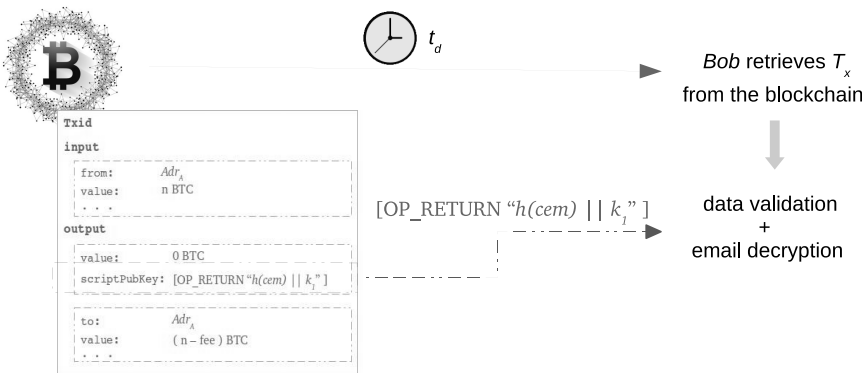 t_d
Bob retrieves T_x
from the blockchain
Txid
input
from: Adr_A
value: n BTC
. . .
output
value: 0 BTC
scriptPubKey: [OP_RETURN “h(cem) || k_1” ]
to: Adr_A
value: ( n – fee ) BTC
. . .
[OP_RETURN “h(cem) || k_1” ]
data validation
+
email decryption